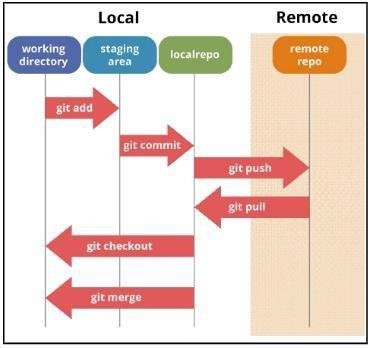 Local
Remote
working
directory
staging
area
localrepo
remote
repo
git add
git commit
git push
git pull
git checkout
git merge